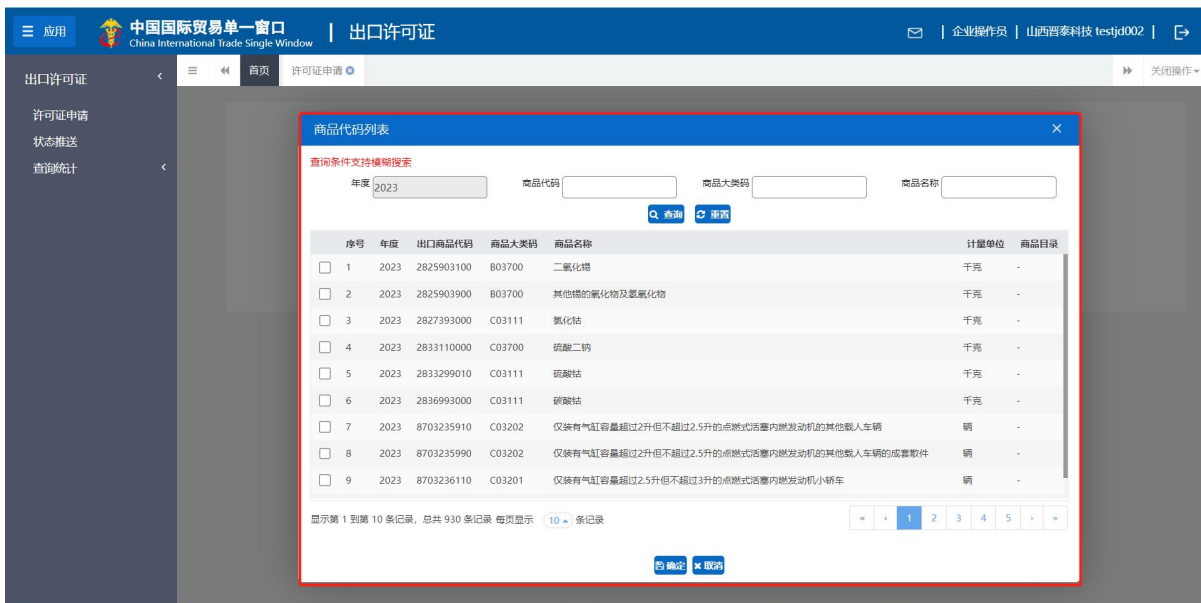 应用 中国国际贸易单一窗口 | 出口许可证 | 企业操作员 | 山西晋泰科技 testjd002 |
China International Trade Single Window
出口许可证 首页 许可证申请 关闭操作
许可证申请
状态推送
查询统计
商品代码列表
查询条件支持模糊搜索
年度 2023 商品代码 商品大类码 商品名称
查询 重置
序号 年度 出口商品代码 商品大类码 商品名称 计量单位 商品目录
1 2023 2825903100 B03700 二氧化锡 千克 -
2 2023 2825903900 B03700 其他锡的氧化物及氢氧化物 千克 -
3 2023 2827393000 C03111 氯化钴 千克 -
4 2023 2833110000 C03700 硫酸二钠 千克 -
5 2023 2833299010 C03111 硫酸钴 千克 -
6 2023 2836993000 C03111 碳酸钴 千克 -
7 2023 8703235910 C03202 仅装有气缸容量超过2升但不超过2.5升的点燃式活塞内燃发动机的其他载人车辆 辆 -
8 2023 8703235990 C03202 仅装有气缸容量超过2升但不超过2.5升的点燃式活塞内燃发动机的其他载人车辆的成套散件 辆 -
9 2023 8703236110 C03201 仅装有气缸容量超过2.5升但不超过3升的点燃式活塞内燃发动机小轿车 辆 -
显示第 1 到第 10 条记录，总共 930 条记录 每页显示 10 条记录 « ‹ 1 2 3 4 5 › »
确定 取消